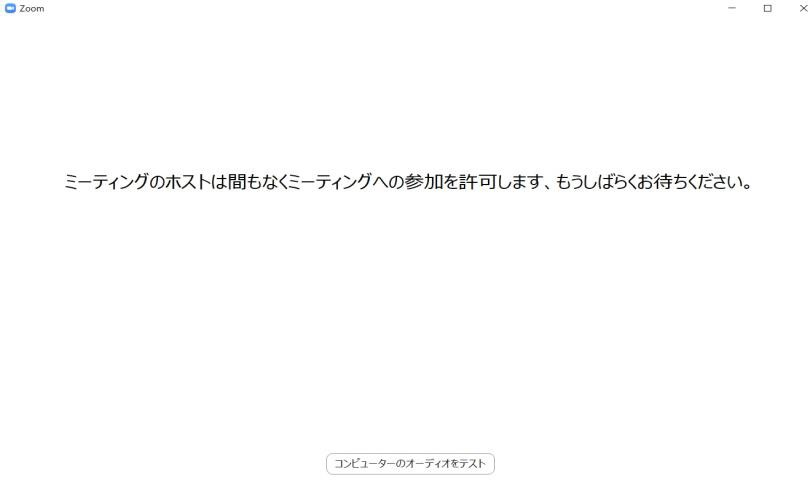 Zoom
ミーティングのホストは間もなくミーティングへの参加を許可します、もうしばらくお待ちください。
コンピューターのオーディオをテスト